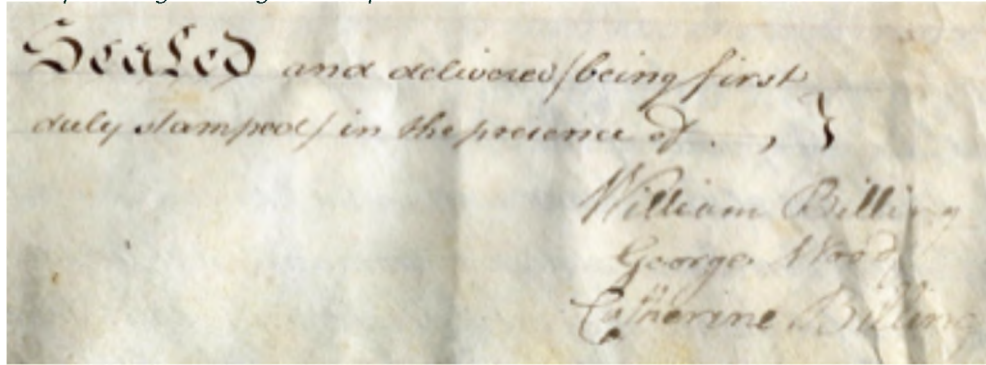 Sealed and delivered (being first
duly stamped) in the presence of . , }
William Billing
George Wood
Catherine Billing